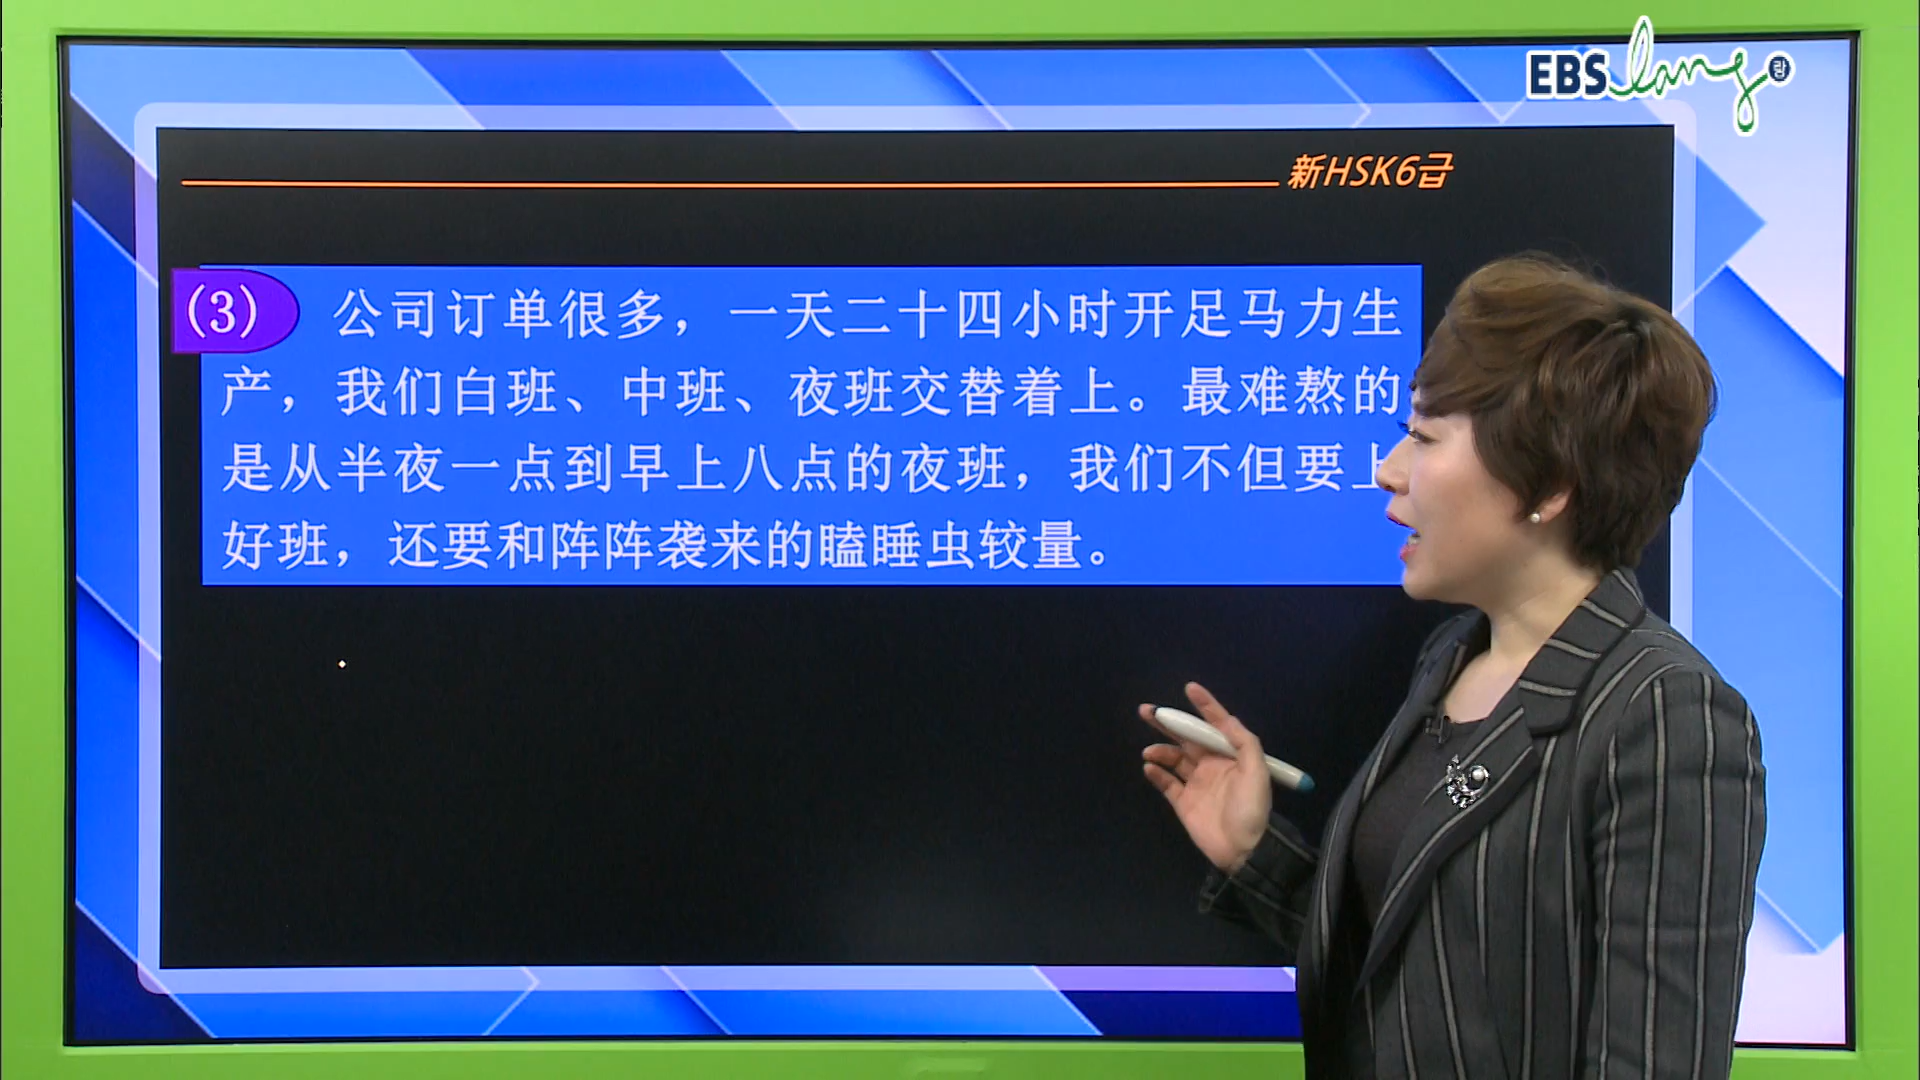 EBS lang 랑
新HSK6급
(3) 公司订单很多，一天二十四小时开足马力生
产，我们白班、中班、夜班交替着上。最难熬的
是从半夜一点到早上八点的夜班，我们不但要上
好班，还要和阵阵袭来的瞌睡虫较量。